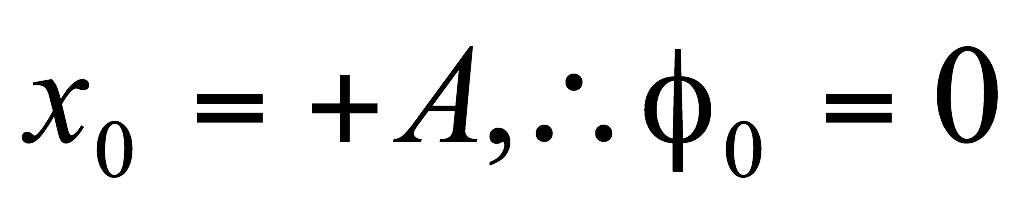 x₀ = +A, ∴ ϕ₀ = 0